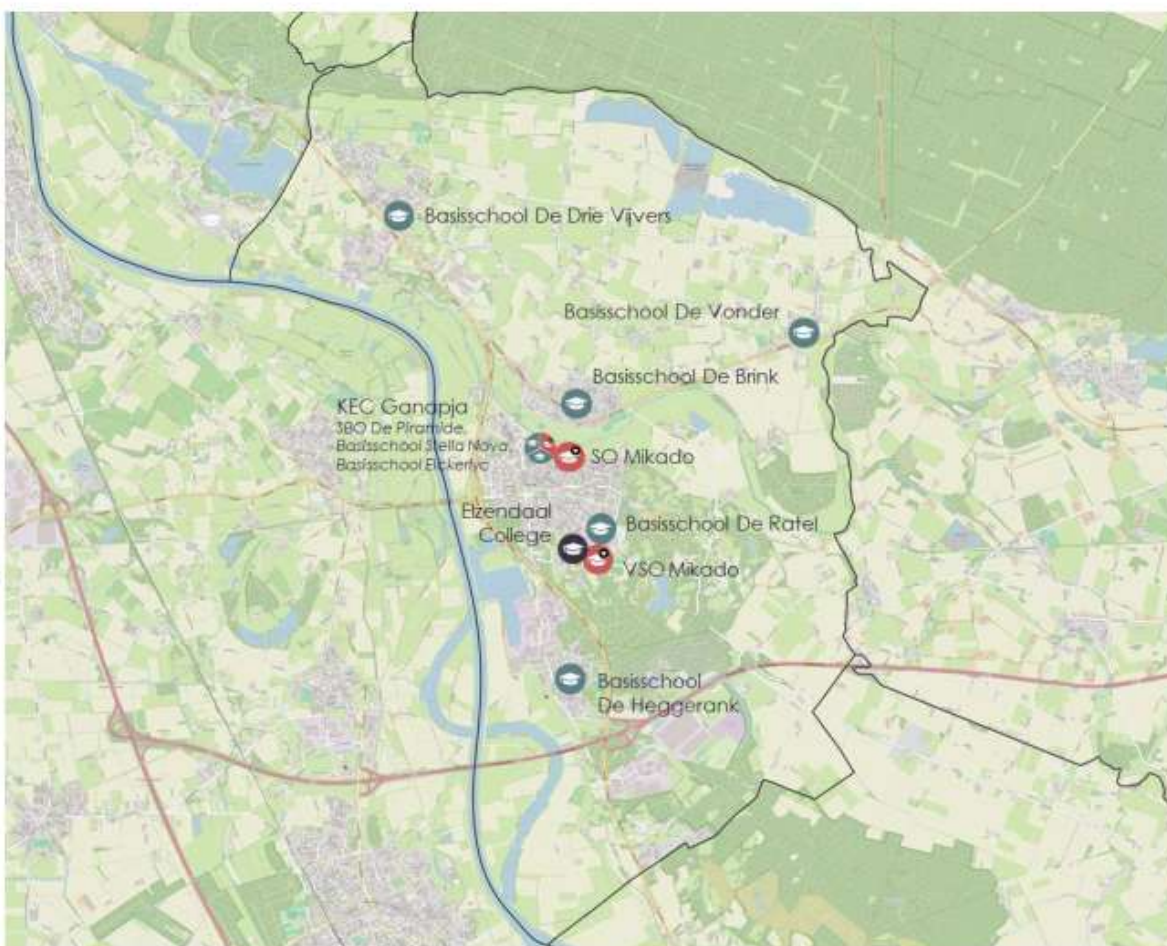 Basisschool De Drie Vijvers
Basisschool De Vonder
Basisschool De Brink
KEC Ganapja
SBO De Piramide,
Basisschool Stella Nova,
Basisschool Eickerlyc
SO Mikado
Elzendaal
College
Basisschool De Ratel
VSO Mikado
Basisschool
De Heggerank